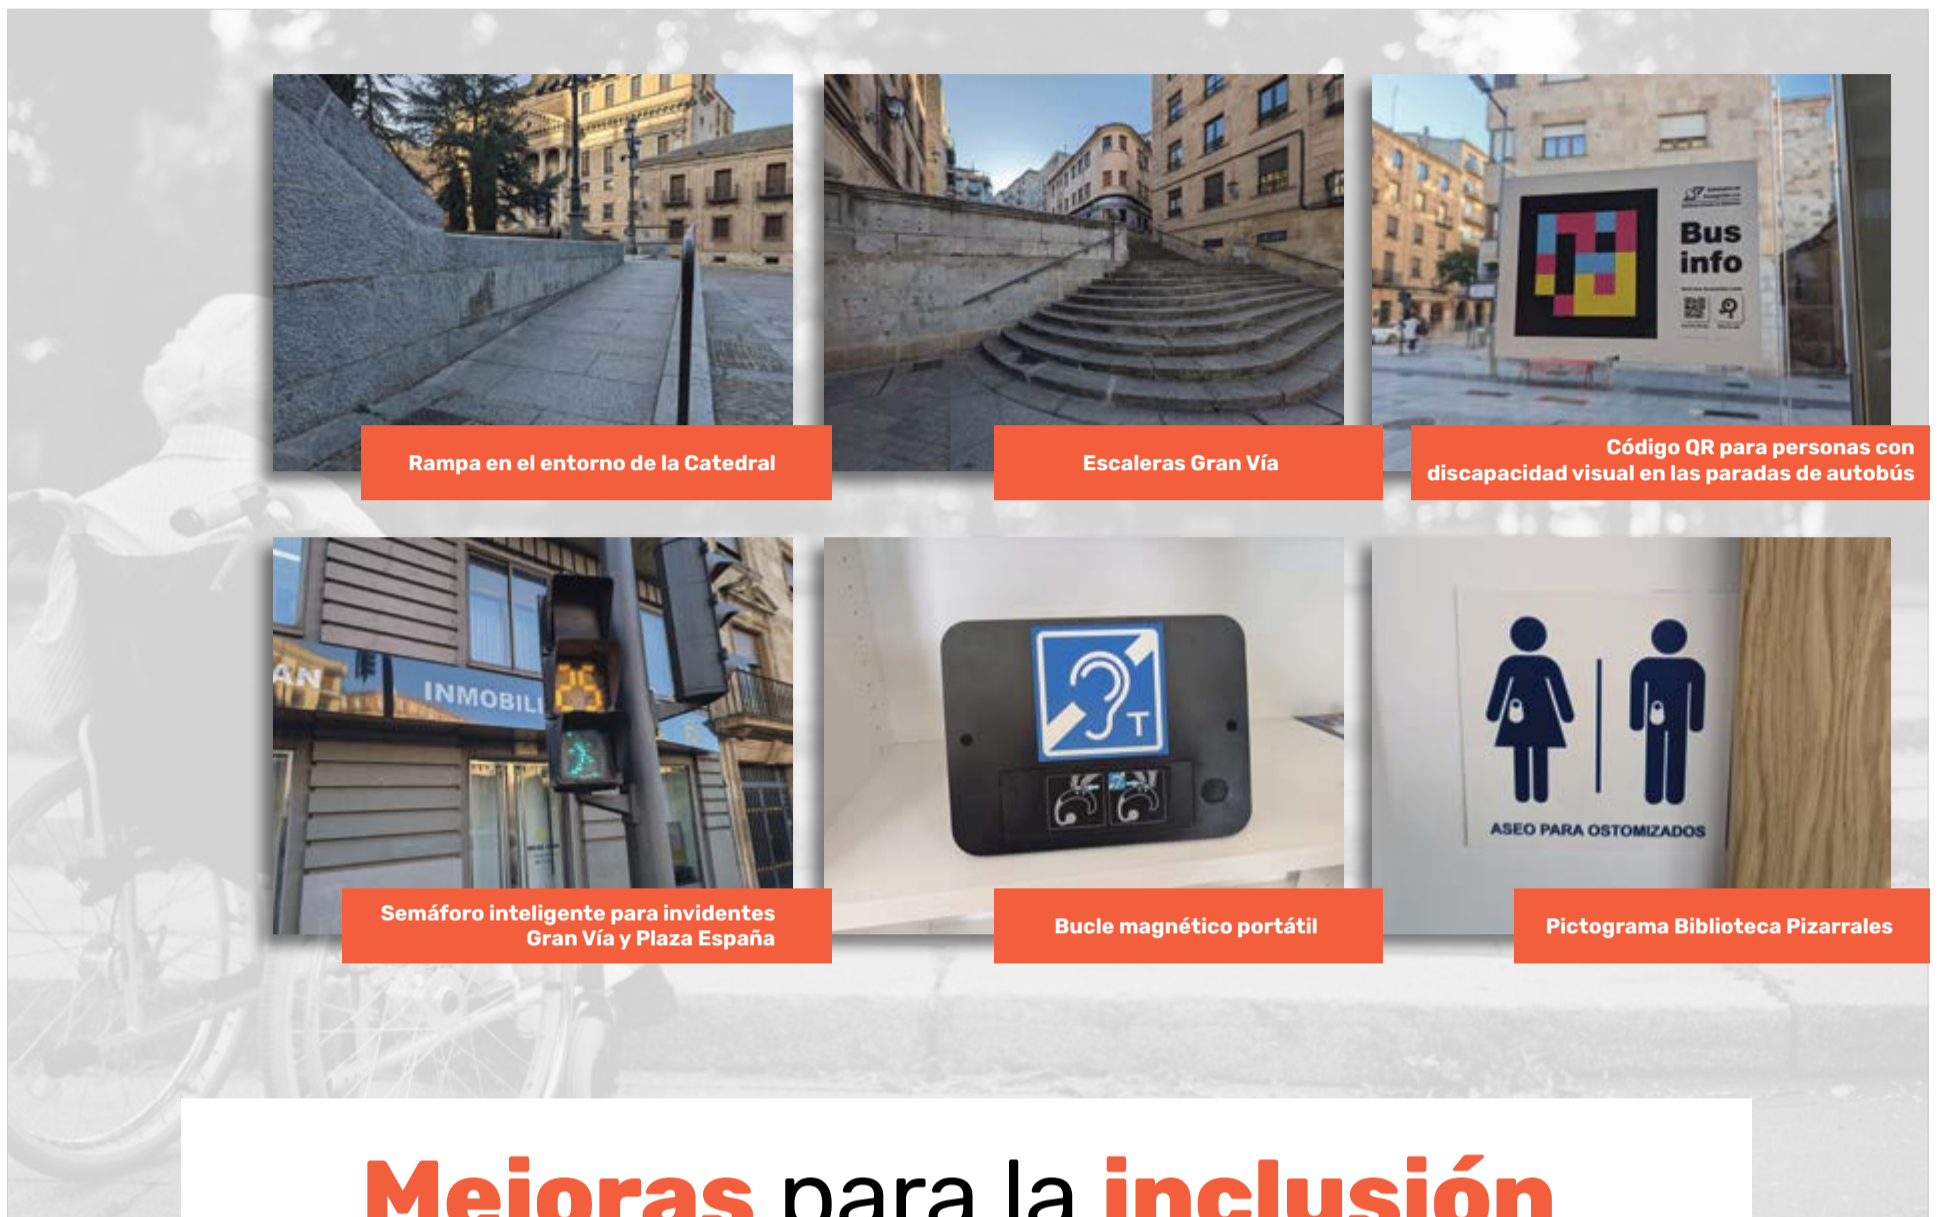 Bus
info
Rampa en el entorno de la Catedral
Escaleras Gran Vía
Código QR para personas con
discapacidad visual en las paradas de autobús
AN
INMOBILI
T
ASEO PARA OSTOMIZADOS
Semáforo inteligente para invidentes
Gran Vía y Plaza España
Bucle magnético portátil
Pictograma Biblioteca Pizarrales
25
Mejoras para la inclusión